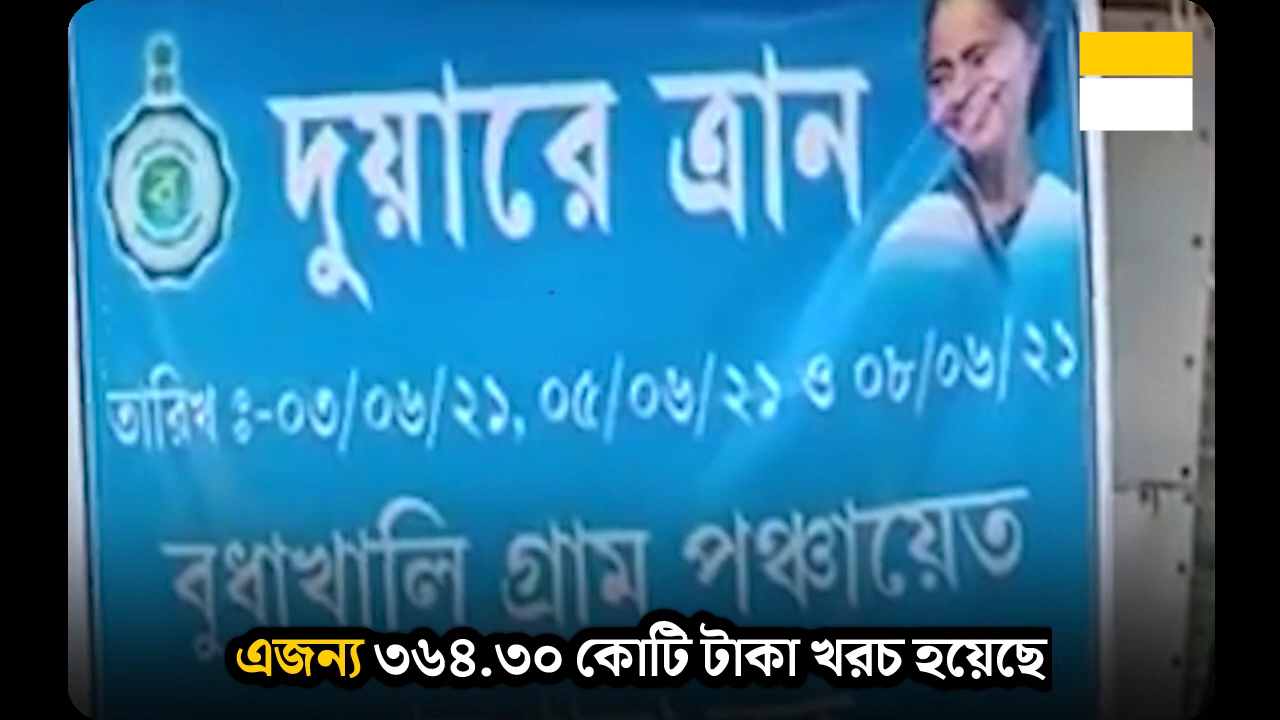 দুয়ারে ত্রান
তারিখ ঃ-০৩/০৬/২১, ০৫/০৬/২১ ও ০৮/০৬/২১
বুধাখালি গ্রাম পঞ্চায়েত
এজন্য ৩৬৪.৩০ কোটি টাকা খরচ হয়েছে